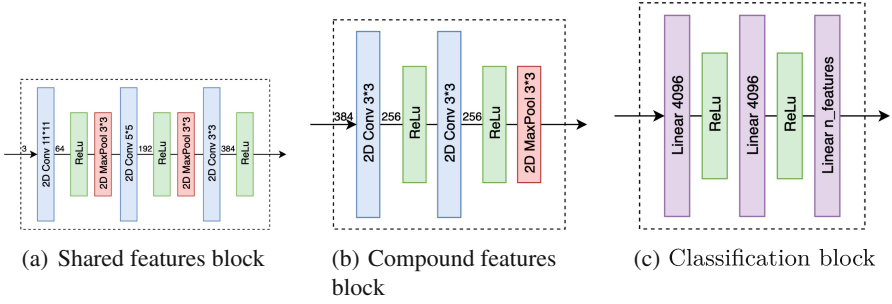 3
2D Conv 11*11
64
ReLu
2D MaxPool 3*3
2D Conv 5*5
192
ReLu
2D MaxPool 3*3
2D Conv 3*3
384
ReLu
(a) Shared features block
384
2D Conv 3*3
256
ReLu
2D Conv 3*3
256
ReLu
2D MaxPool 3*3
(b) Compound features
block
Linear 4096
ReLu
Linear 4096
ReLu
Linear n_features
(c) Classification block